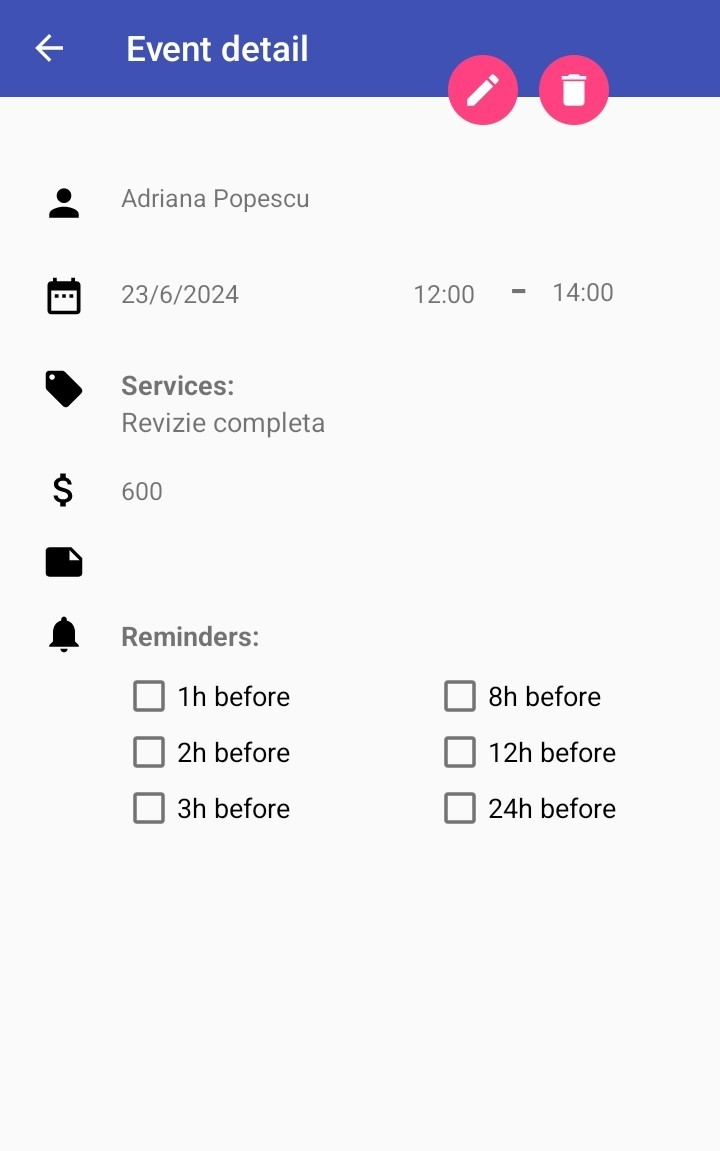 Event detail
Adriana Popescu
23/6/2024 12:00 - 14:00
Services:
Revizie completa
600
Reminders:
1h before 8h before
2h before 12h before
3h before 24h before